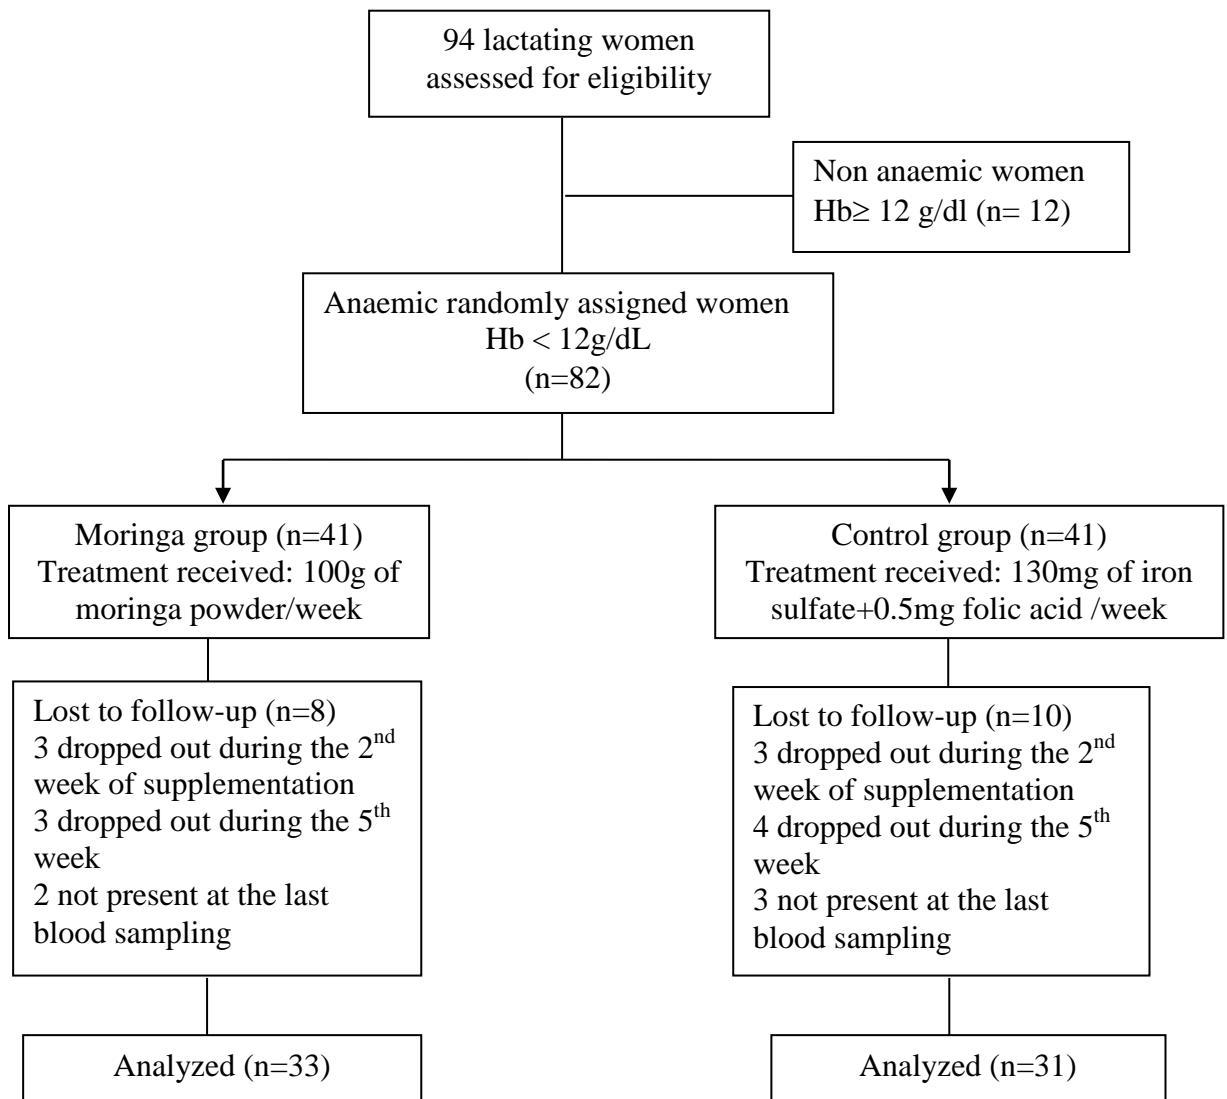 94 lactating women
assessed for eligibility
Non anaemic women
Hb≥ 12 g/dl (n= 12)
Anaemic randomly assigned women
Hb < 12g/dL
(n=82)
Moringa group (n=41)
Treatment received: 100g of
moringa powder/week
Control group (n=41)
Treatment received: 130mg of iron
sulfate+0.5mg folic acid /week
Lost to follow-up (n=8)
3 dropped out during the 2nd
week of supplementation
3 dropped out during the 5th
week
2 not present at the last
blood sampling
Lost to follow-up (n=10)
3 dropped out during the 2nd
week of supplementation
4 dropped out during the 5th
week
3 not present at the last
blood sampling
Analyzed (n=33)
Analyzed (n=31)